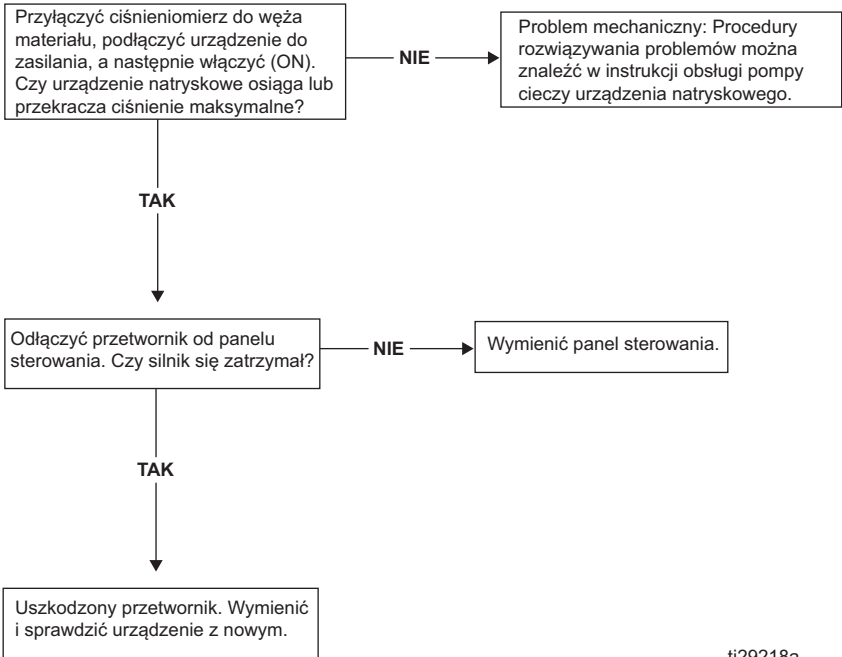 Przyłączyć ciśnieniomierz do węża
materiału, podłączyć urządzenie do
zasilania, a następnie włączyć (ON).
Czy urządzenie natryskowe osiąga lub
przekracza ciśnienie maksymalne?
NIE
Problem mechaniczny: Procedury
rozwiązywania problemów można
znaleźć w instrukcji obsługi pompy
cieczy urządzenia natryskowego.
TAK
Odłączyć przetwornik od panelu
sterowania. Czy silnik się zatrzymał?
NIE
Wymienić panel sterowania.
TAK
Uszkodzony przetwornik. Wymienić
i sprawdzić urządzenie z nowym.
ti29218a